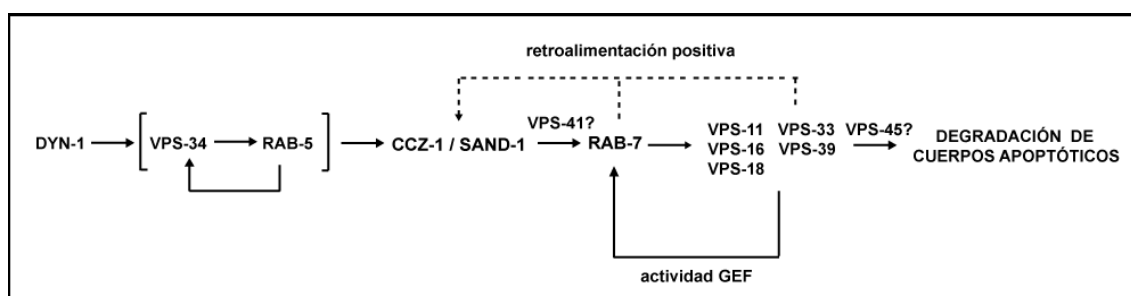 retroalimentación positiva
DYN-1
VPS-34
RAB-5
CCZ-1 / SAND-1
VPS-41?
RAB-7
VPS-11 VPS-33
VPS-16 VPS-39
VPS-18
VPS-45?
DEGRADACIÓN DE
CUERPOS APOPTÓTICOS
actividad GEF